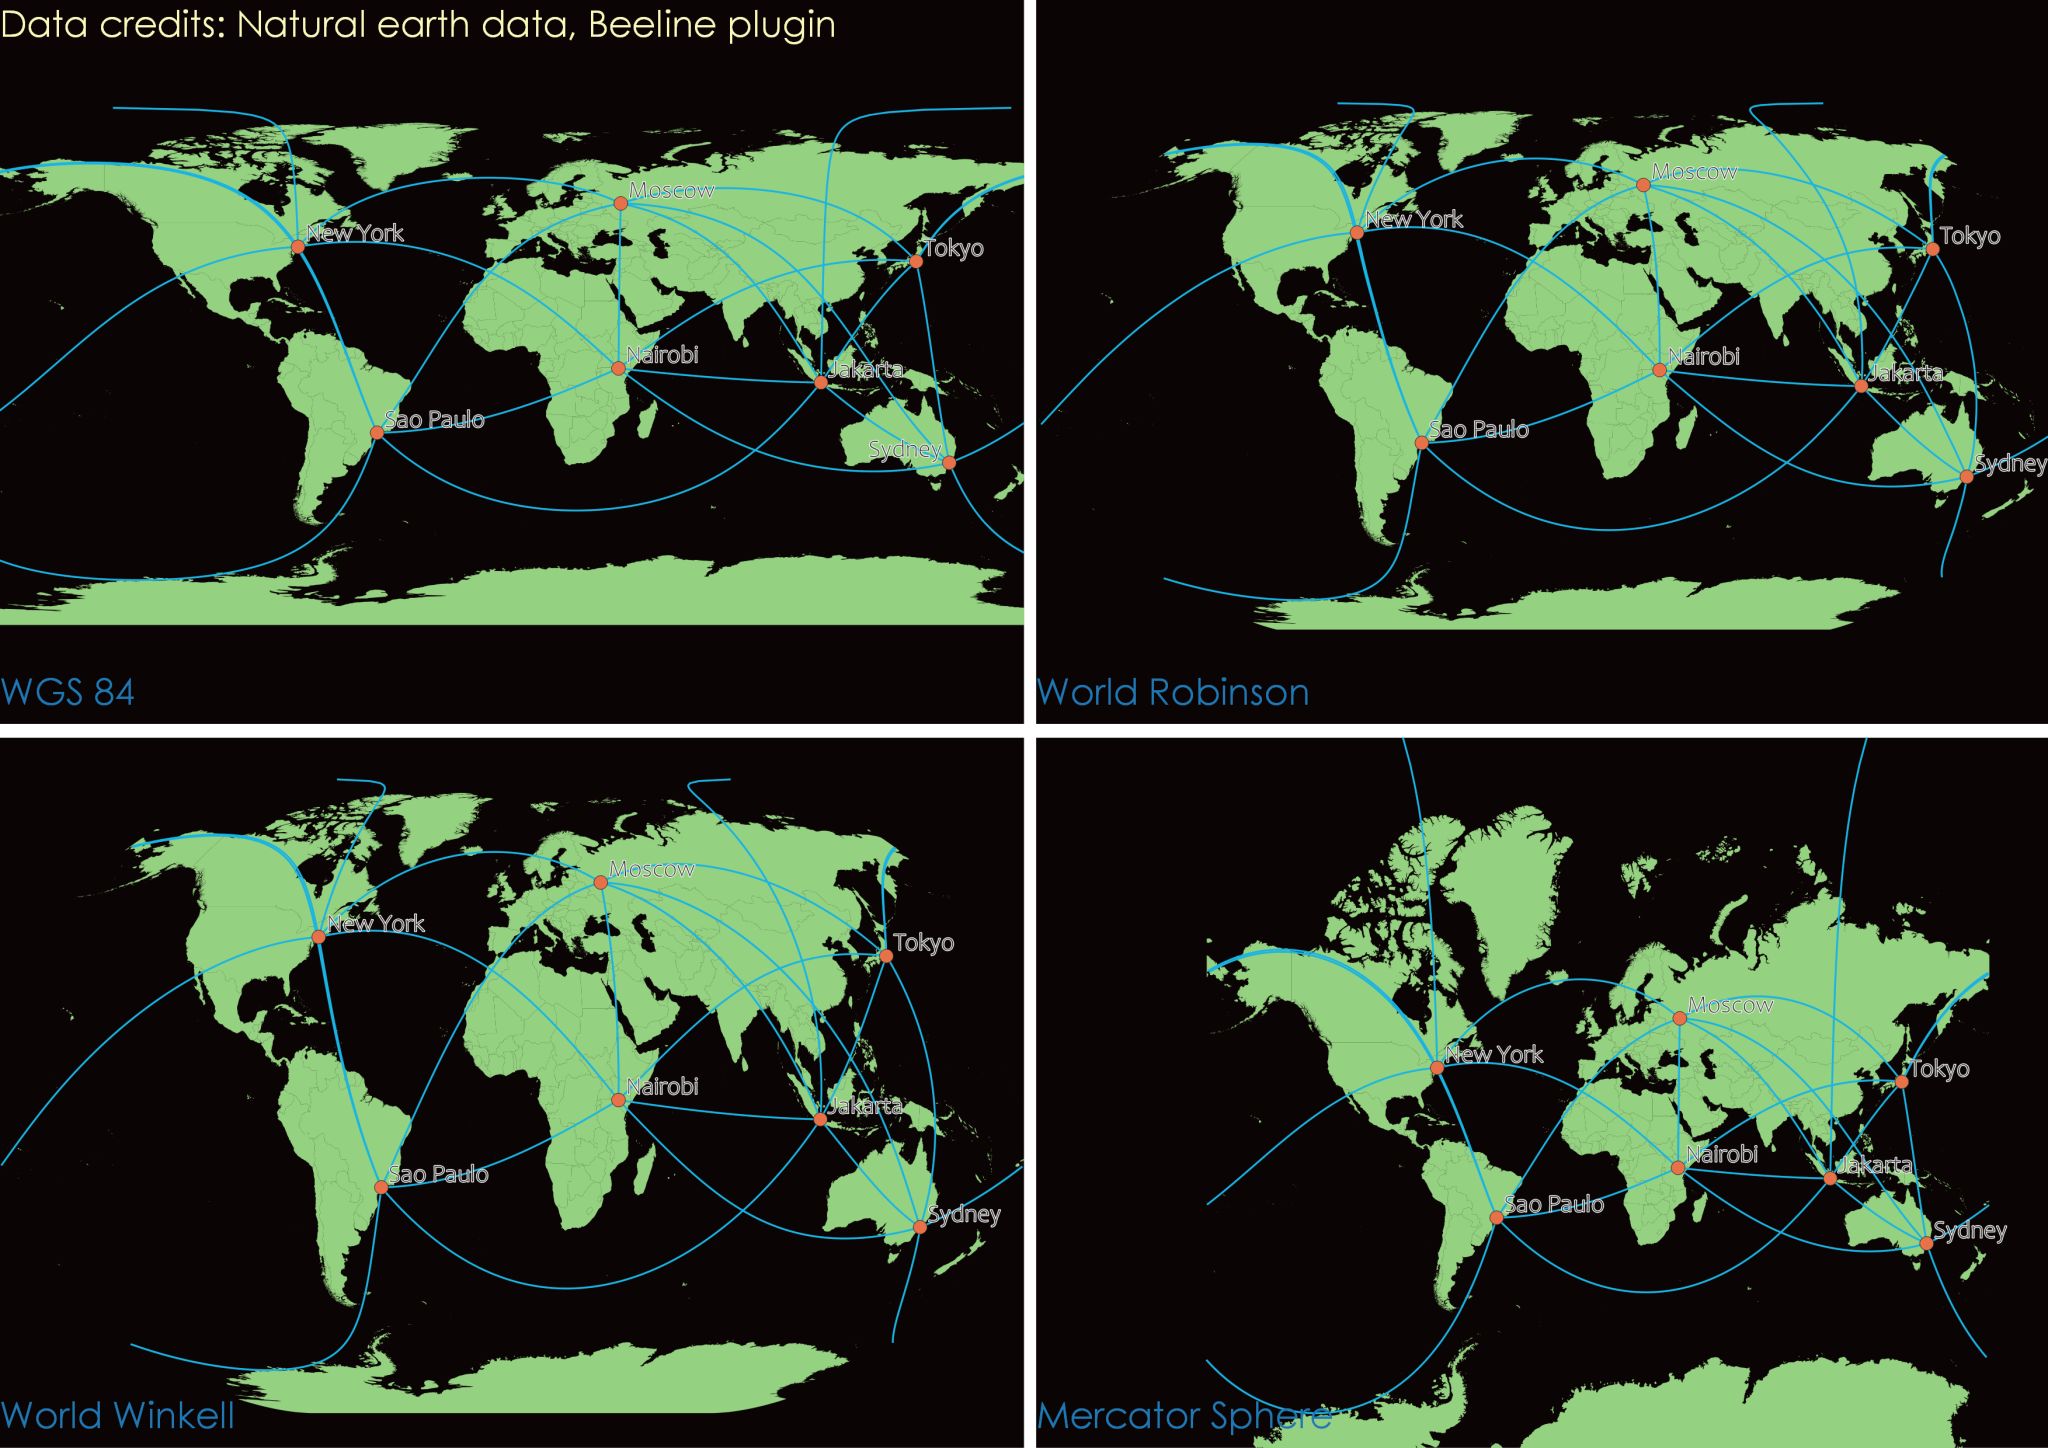 Data credits: Natural earth data, Beeline plugin
Moscow
New York
Tokyo
Nairobi
Jakarta
Sao Paulo
Sydney
WGS 84
Moscow
New York
Tokyo
Nairobi
Jakarta
Sao Paulo
Sydney
World Robinson
Moscow
New York
Tokyo
Nairobi
Jakarta
Sao Paulo
Sydney
World Winkell
Moscow
New York
Tokyo
Nairobi
Jakarta
Sao Paulo
Sydney
Mercator Sphere